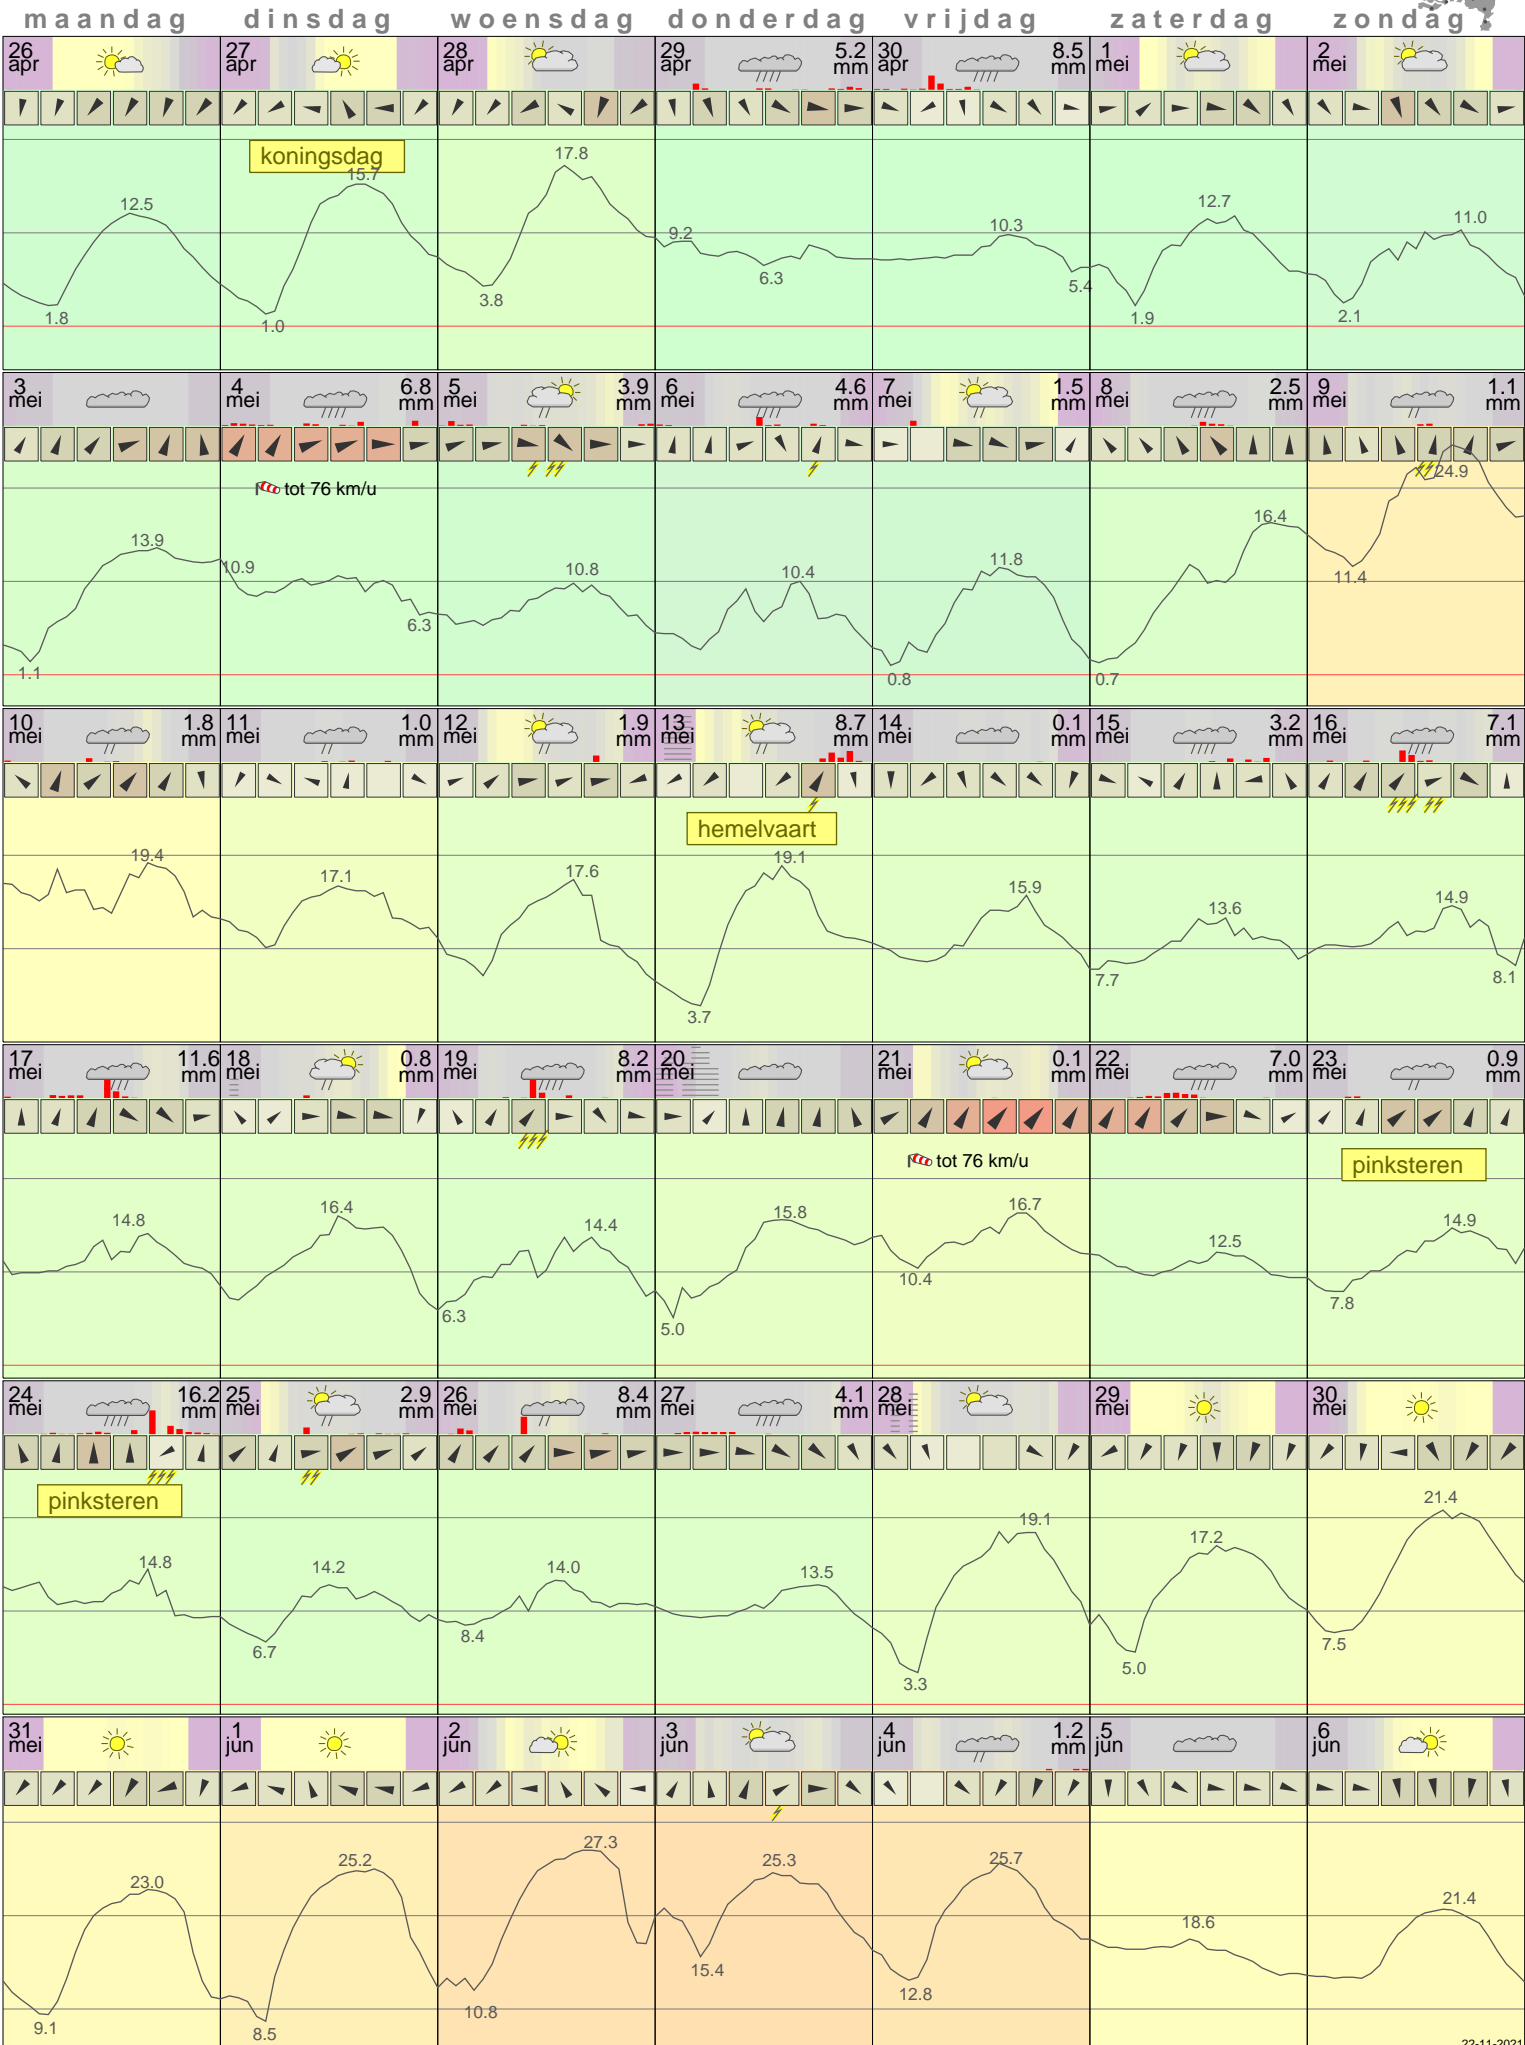 maandag dinsdag woensdag donderdag vrijdag zaterdag zondag
26 apr 27 apr 28 apr 29 apr 5.2 mm 30 apr 8.5 mm 1 mei 2 mei
koningsdag
12.5 15.7 17.8 9.2 10.3 12.7 11.0
1.8 1.0 3.8 6.3 5.4 1.9 2.1
3 mei 4 mei 6.8 mm 5 mei 3.9 mm 6 mei 4.6 mm 7 mei 1.5 mm 8 mei 2.5 mm 9 mei 1.1 mm
tot 76 km/u
13.9 10.9 10.8 10.4 11.8 16.4 24.9
1.1 6.3 0.8 0.7 11.4
10 mei 1.8 mm 11 mei 1.0 mm 12 mei 1.9 mm 13 mei 8.7 mm 14 mei 0.1 mm 15 mei 3.2 mm 16 mei 7.1 mm
hemelvaart
19.4 17.1 17.6 19.1 15.9 13.6 14.9
3.7 7.7 8.1
17 mei 11.6 mm 18 mei 0.8 mm 19 mei 8.2 mm 20 mei 21 mei 0.1 mm 22 mei 7.0 mm 23 mei 0.9 mm
tot 76 km/u pinksteren
14.8 16.4 14.4 15.8 16.7 12.5 14.9
6.3 5.0 10.4 7.8
24 mei 16.2 mm 25 mei 2.9 mm 26 mei 8.4 mm 27 mei 4.1 mm 28 mei 29 mei 30 mei
pinksteren
14.8 14.2 14.0 13.5 19.1 17.2 21.4
6.7 8.4 3.3 5.0 7.5
31 mei 1 jun 2 jun 3 jun 4 jun 1.2 mm 5 jun 6 jun
23.0 25.2 27.3 25.3 25.7 18.6 21.4
9.1 8.5 10.8 15.4 12.8
22-11-2021